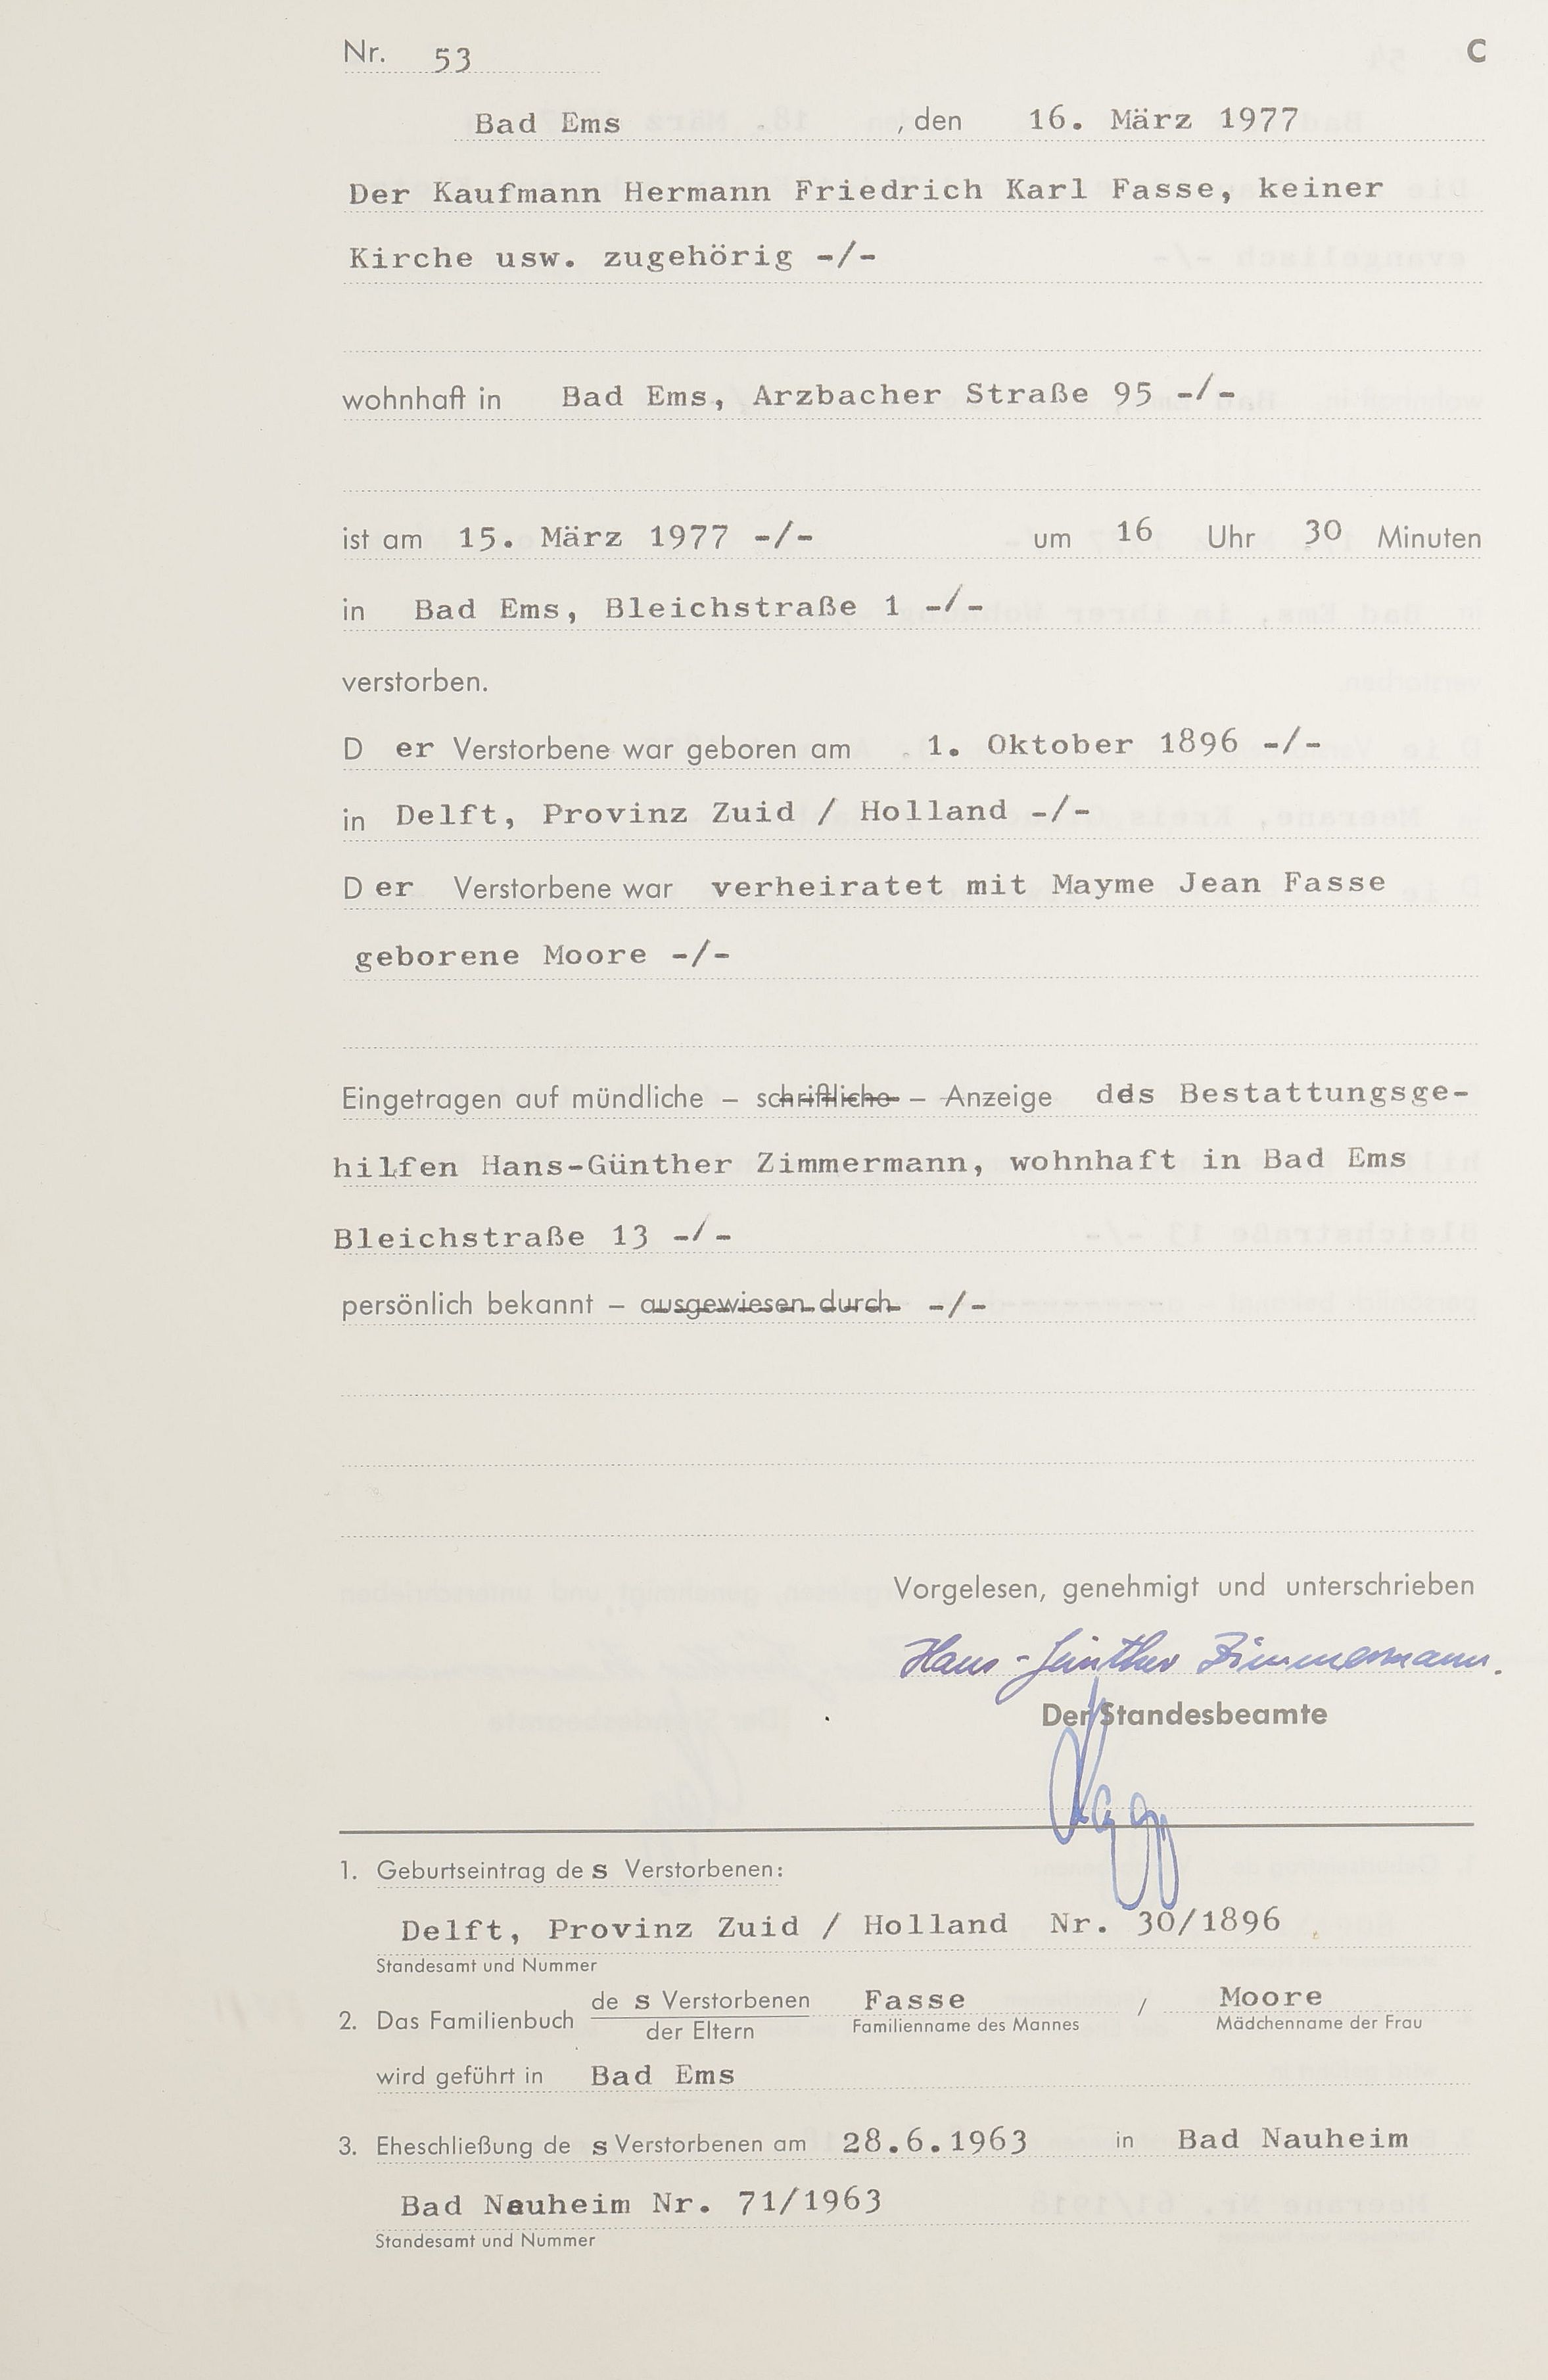 Nr. 53 C
Bad Ems , den 16. März 1977
Der Kaufmann Hermann Friedrich Karl Fasse, keiner
Kirche usw. zugehörig -/-
wohnhaft in Bad Ems, Arzbacher Straße 95 -/-
ist am 15. März 1977 -/- um 16 Uhr 30 Minuten
in Bad Ems, Bleichstraße 1 -/-
verstorben.
D er Verstorbene war geboren am 1. Oktober 1896 -/-
in Delft, Provinz Zuid / Holland -/-
D er Verstorbene war verheiratet mit Mayme Jean Fasse
geborene Moore -/-
Eingetragen auf mündliche – schriftliche – Anzeige des Bestattungsge-
hilfen Hans-Günther Zimmermann, wohnhaft in Bad Ems
Bleichstraße 13 -/-
persönlich bekannt – ausgewiesen durch -/-
Vorgelesen, genehmigt und unterschrieben
Hans-Günther Zimmermann.
Der Standesbeamte
1. Geburtseintrag de s Verstorbenen:
Delft, Provinz Zuid / Holland Nr. 30/1896
Standesamt und Nummer
2. Das Familienbuch de s Verstorbenen / der Eltern Fasse / Moore
Familienname des Mannes Mädchenname der Frau
wird geführt in Bad Ems
3. Eheschließung de s Verstorbenen am 28.6.1963 in Bad Nauheim
Bad Nauheim Nr. 71/1963
Standesamt und Nummer